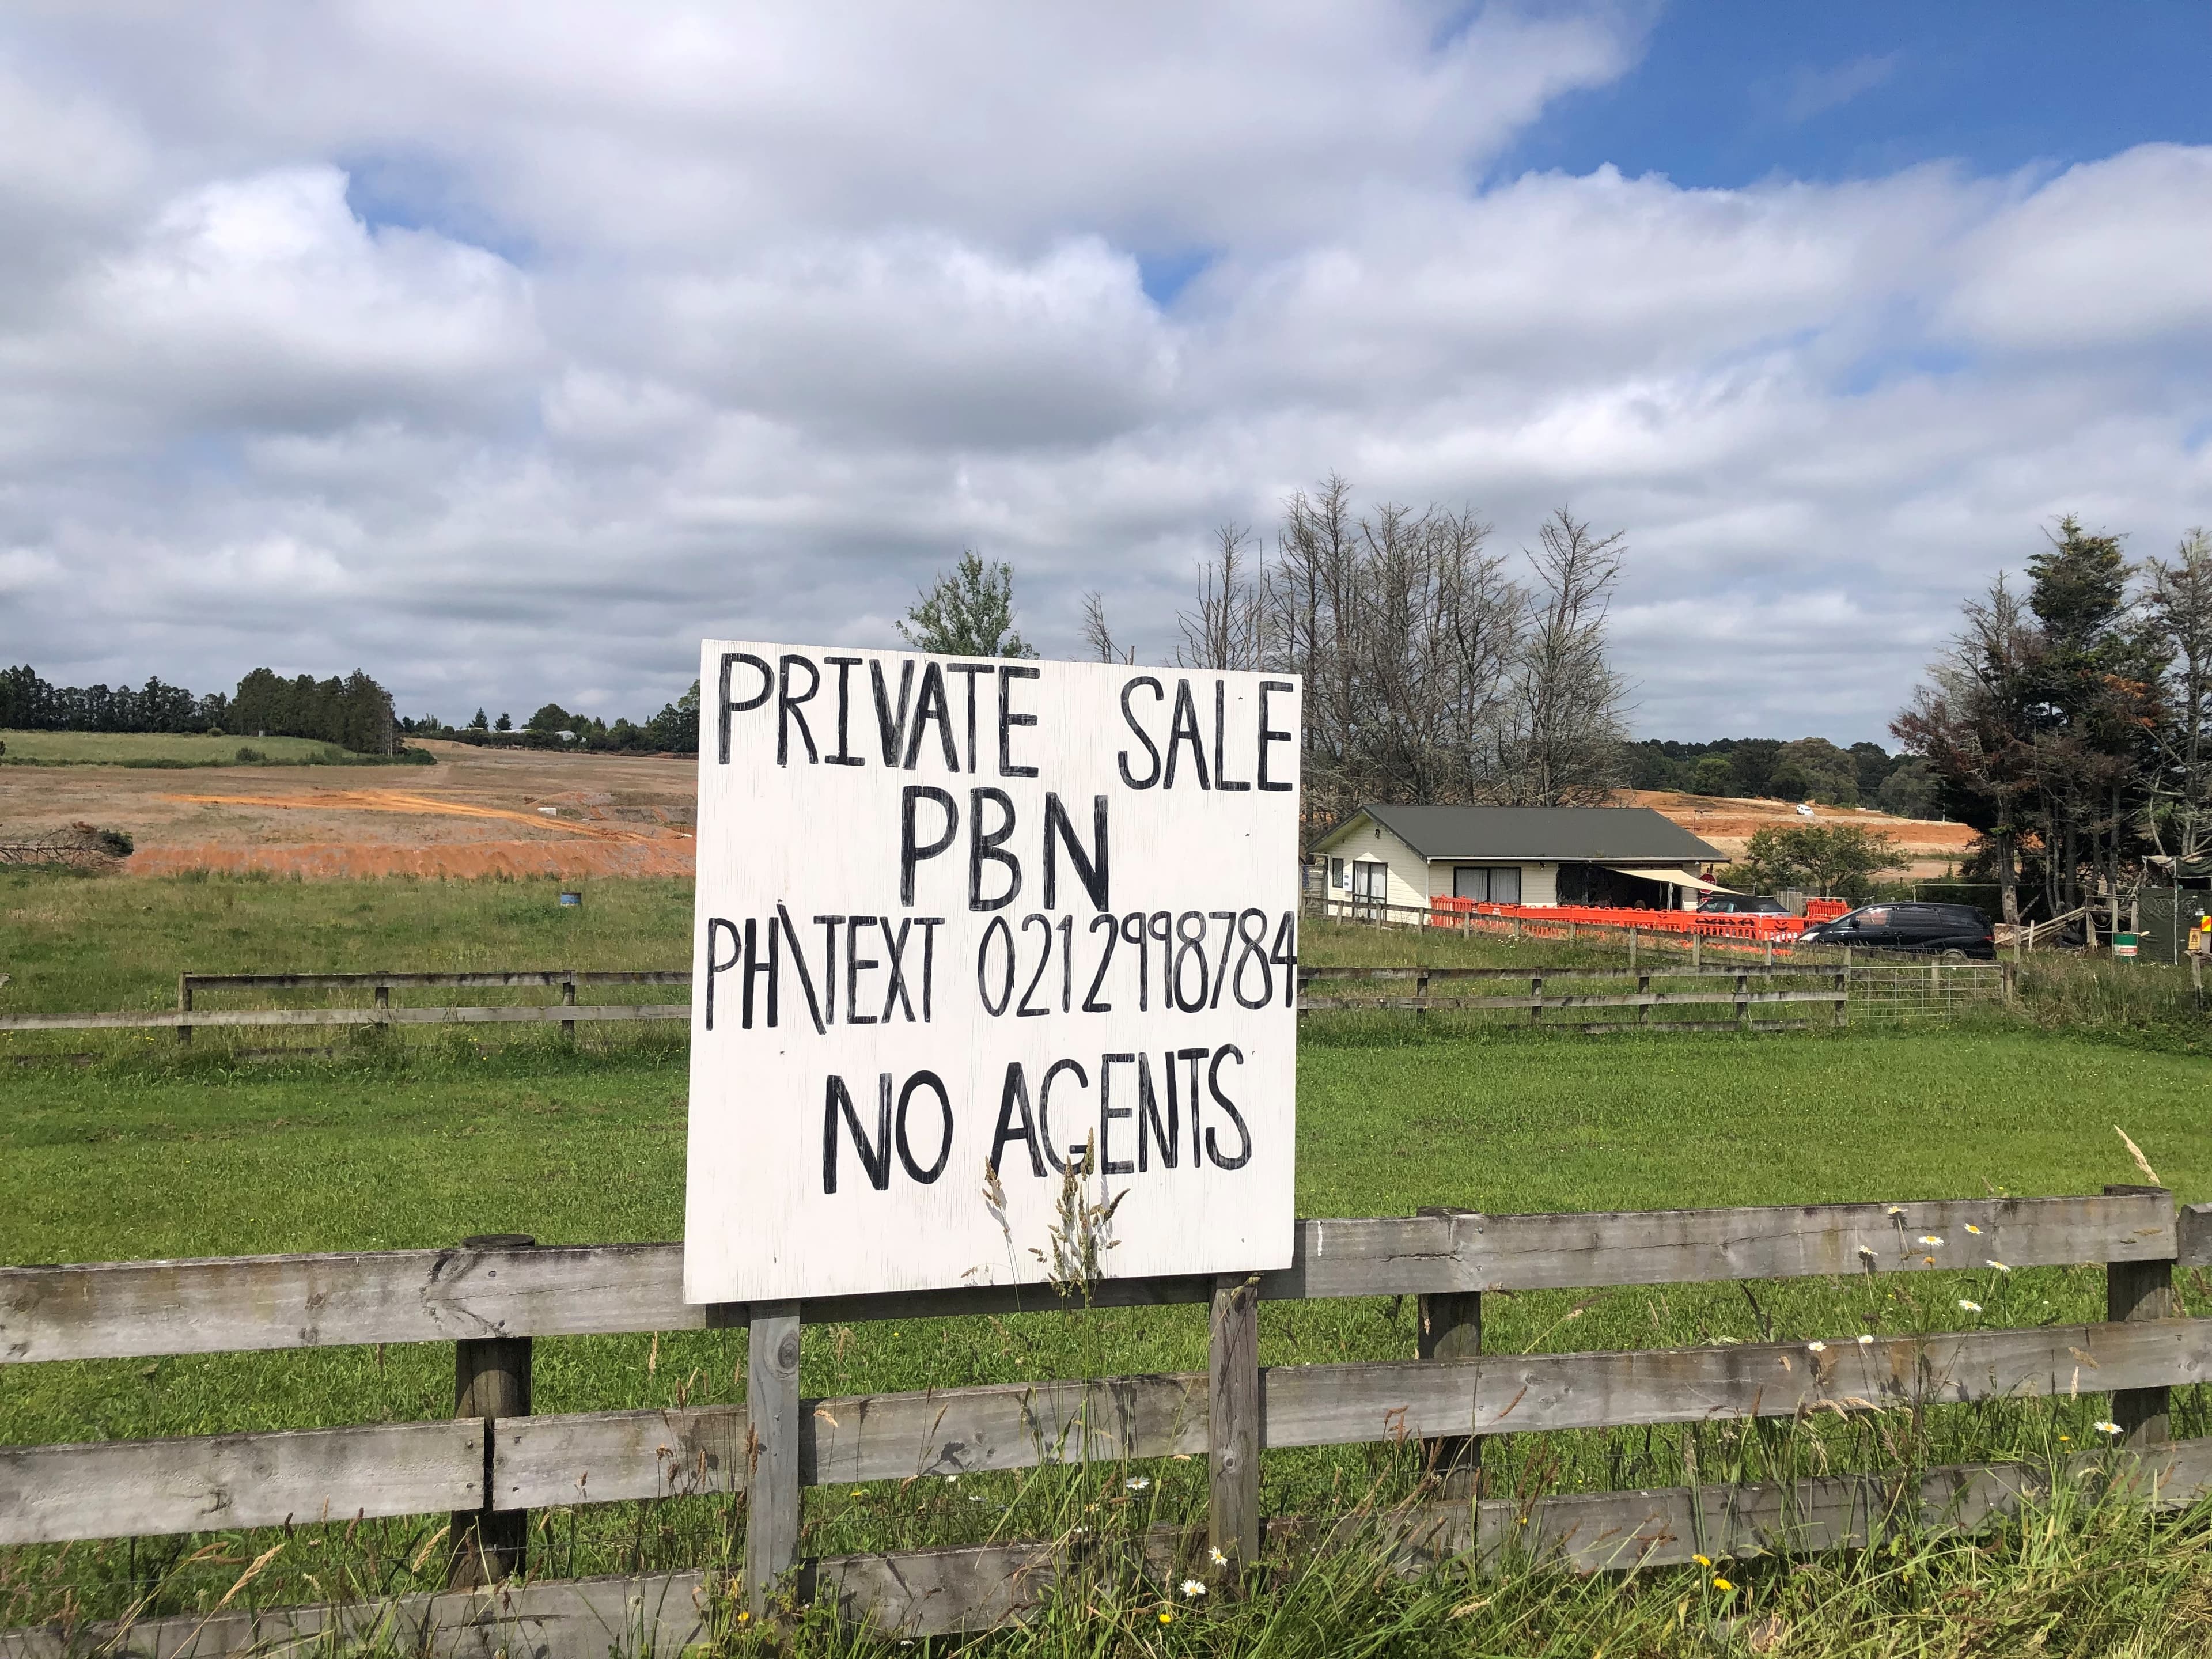 PRIVATE SALE
PBN
PH\TEXT 0212998784
NO AGENTS